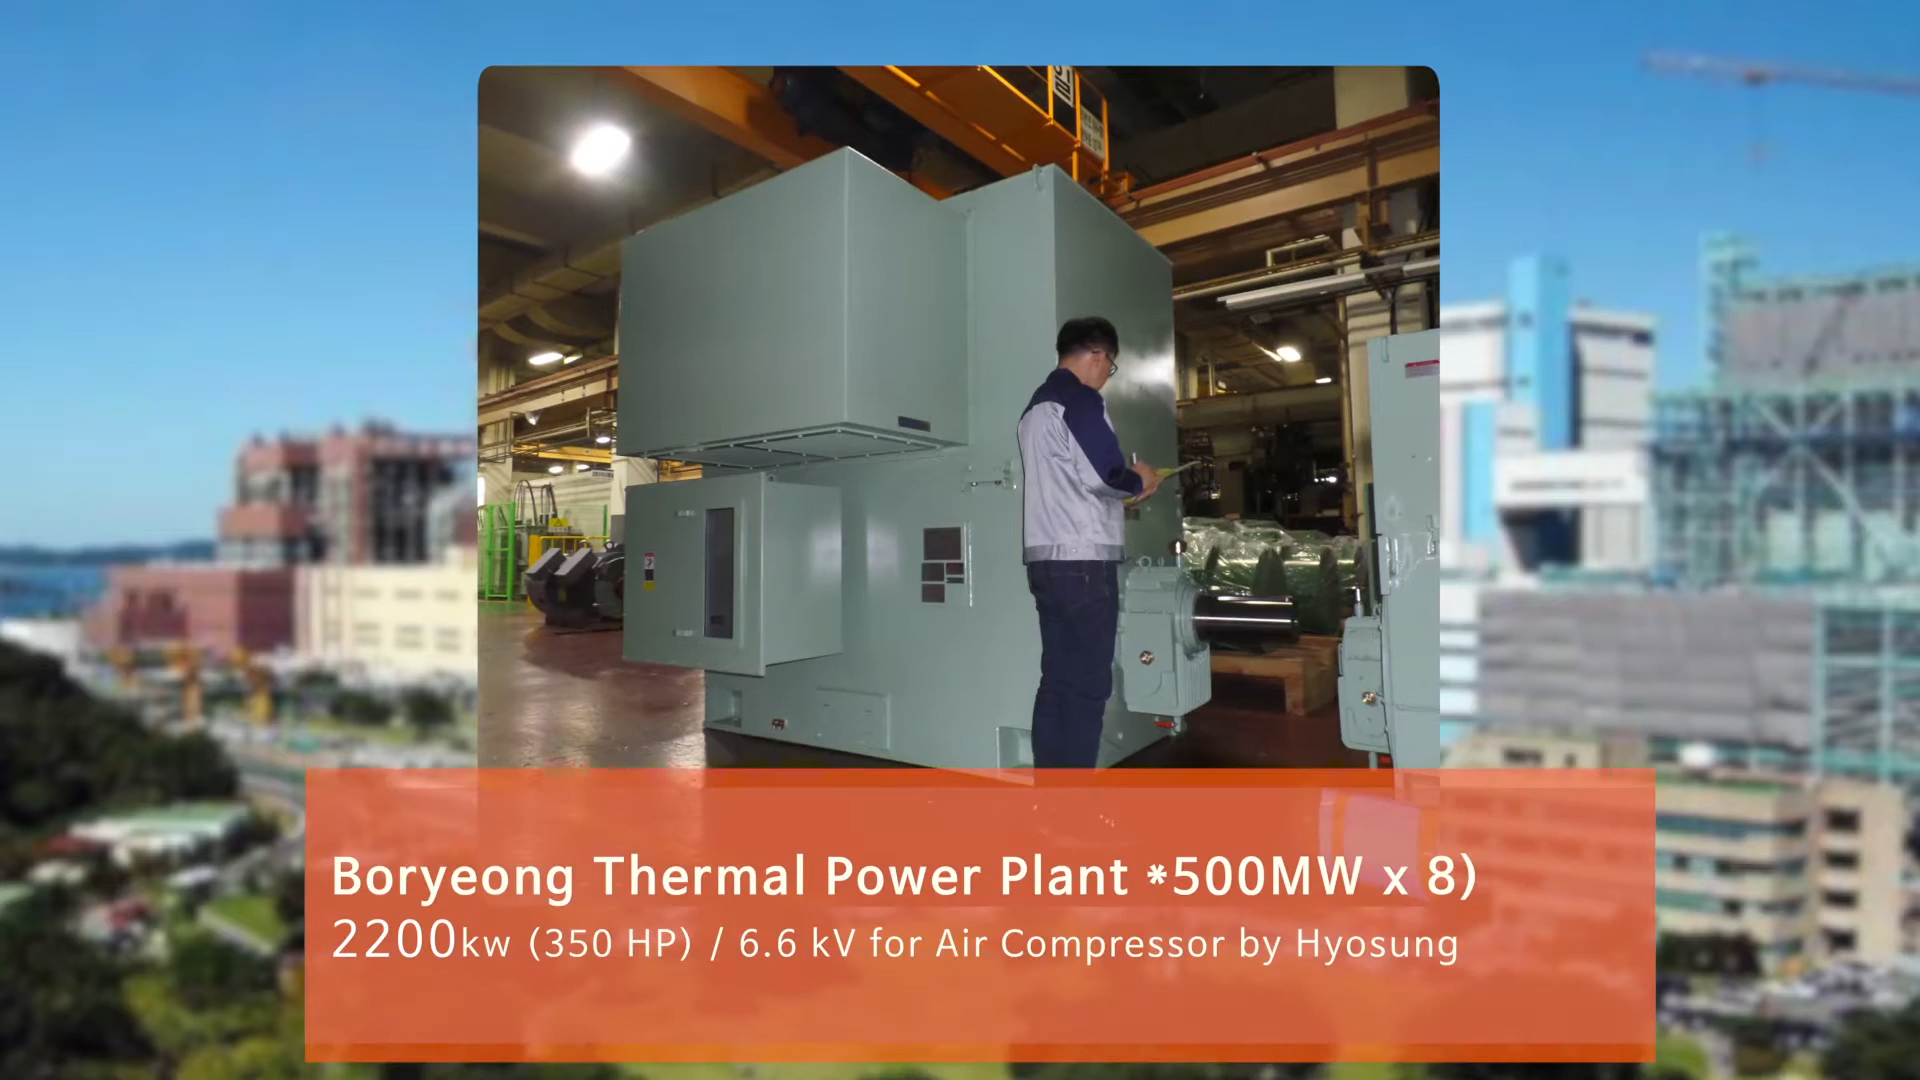 Boryeong Thermal Power Plant *500MW x 8)
2200kw (350 HP) / 6.6 kV for Air Compressor by Hyosung